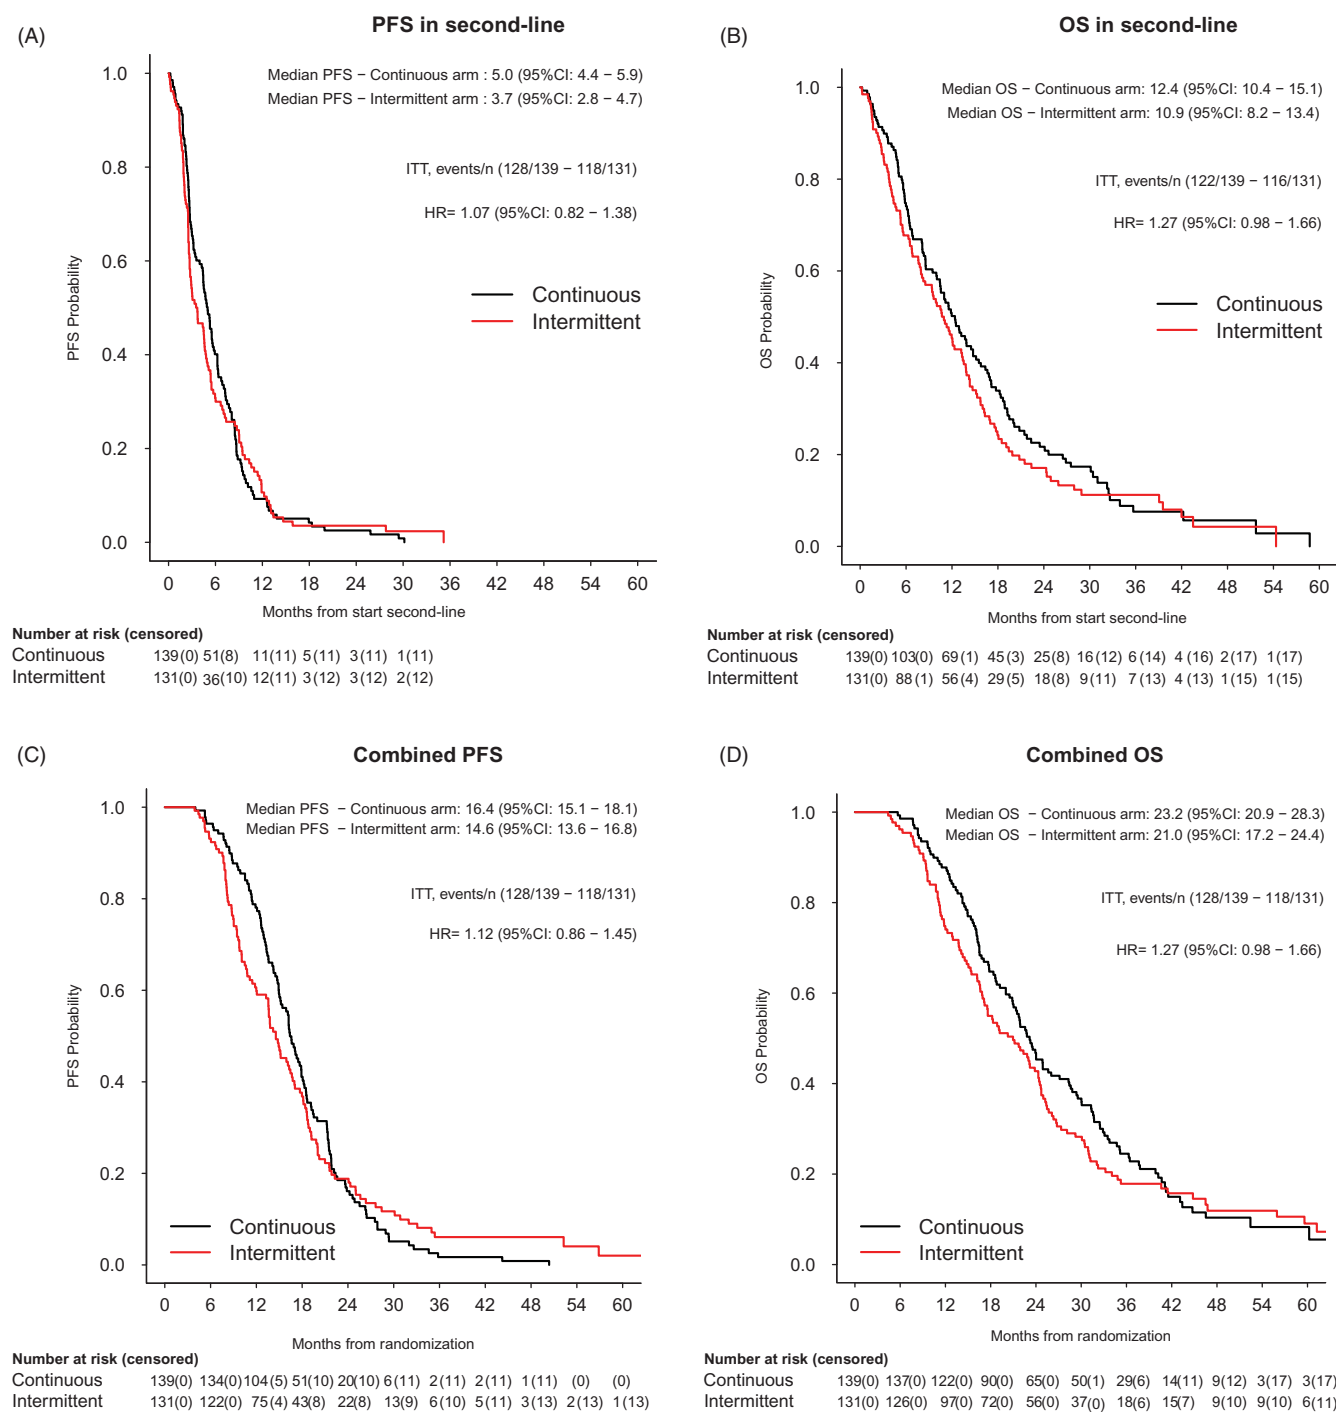 (A)
PFS in second-line
Median PFS − Continuous arm : 5.0 (95%CI: 4.4 − 5.9)
Median PFS − Intermittent arm : 3.7 (95%CI: 2.8 − 4.7)
ITT, events/n (128/139 − 118/131)
HR= 1.07 (95%CI: 0.82 − 1.38)
Continuous
Intermittent
PFS Probability
1.0
0.8
0.6
0.4
0.2
0.0
0 6 12 18 24 30 36 42 48 54 60
Months from start second-line
Number at risk (censored)
Continuous 139(0) 51(8) 11(11) 5(11) 3(11) 1(11)
Intermittent 131(0) 36(10) 12(11) 3(12) 3(12) 2(12)
(B)
OS in second-line
Median OS − Continuous arm: 12.4 (95%CI: 10.4 − 15.1)
Median OS − Intermittent arm: 10.9 (95%CI: 8.2 − 13.4)
ITT, events/n (122/139 − 116/131)
HR= 1.27 (95%CI: 0.98 − 1.66)
Continuous
Intermittent
OS Probability
1.0
0.8
0.6
0.4
0.2
0.0
0 6 12 18 24 30 36 42 48 54 60
Months from start second-line
Number at risk (censored)
Continuous 139(0) 103(0) 69(1) 45(3) 25(8) 16(12) 6(14) 4(16) 2(17) 1(17)
Intermittent 131(0) 88(1) 56(4) 29(5) 18(8) 9(11) 7(13) 4(13) 1(15) 1(15)
(C)
Combined PFS
Median PFS − Continuous arm: 16.4 (95%CI: 15.1 − 18.1)
Median PFS − Intermittent arm: 14.6 (95%CI: 13.6 − 16.8)
ITT, events/n (128/139 − 118/131)
HR= 1.12 (95%CI: 0.86 − 1.45)
Continuous
Intermittent
PFS Probability
1.0
0.8
0.6
0.4
0.2
0.0
0 6 12 18 24 30 36 42 48 54 60
Months from randomization
Number at risk (censored)
Continuous 139(0) 134(0) 104(5) 51(10) 20(10) 6(11) 2(11) 2(11) 1(11) (0) (0)
Intermittent 131(0) 122(0) 75(4) 43(8) 22(8) 13(9) 6(10) 5(11) 3(13) 2(13) 1(13)
(D)
Combined OS
Median OS − Continuous arm: 23.2 (95%CI: 20.9 − 28.3)
Median OS − Intermittent arm: 21.0 (95%CI: 17.2 − 24.4)
ITT, events/n (128/139 − 118/131)
HR= 1.27 (95%CI: 0.98 − 1.66)
Continuous
Intermittent
OS Probability
1.0
0.8
0.6
0.4
0.2
0.0
0 6 12 18 24 30 36 42 48 54 60
Months from randomization
Number at risk (censored)
Continuous 139(0) 137(0) 122(0) 90(0) 65(0) 50(1) 29(6) 14(11) 9(12) 3(17) 3(17)
Intermittent 131(0) 126(0) 97(0) 72(0) 56(0) 37(0) 18(6) 15(7) 9(10) 9(10) 6(11)